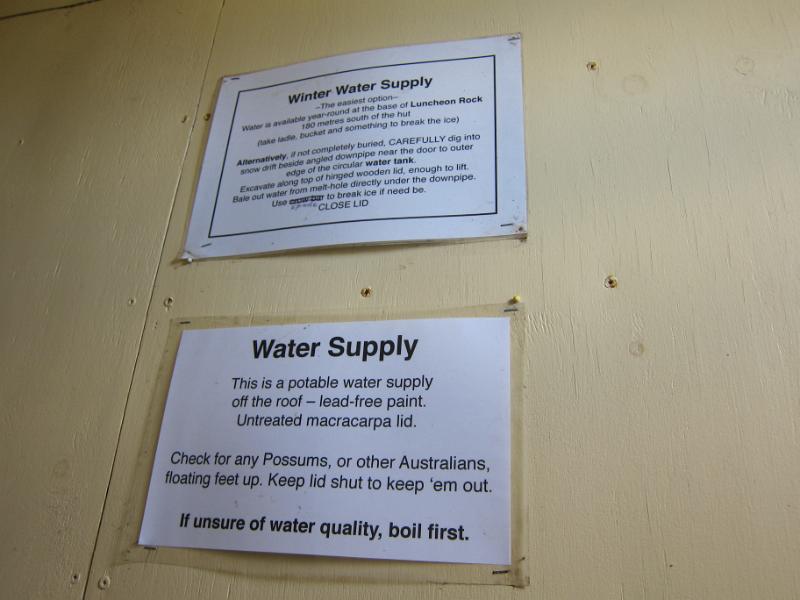 Winter Water Supply
–The easiest option–
Water is available year-round at the base of Luncheon Rock
180 metres south of the hut
(take ladle, bucket and something to break the ice)
Alternatively, if not completely buried, CAREFULLY dig into
snow drift beside angled downpipe near the door to outer
edge of the circular water tank.
Excavate along top of hinged wooden lid, enough to lift.
Bale out water from melt-hole directly under the downpipe.
Use to break ice if need be.
CLOSE LID
Water Supply
This is a potable water supply
off the roof – lead-free paint.
Untreated macracarpa lid.
Check for any Possums, or other Australians,
floating feet up. Keep lid shut to keep ‘em out.
If unsure of water quality, boil first.